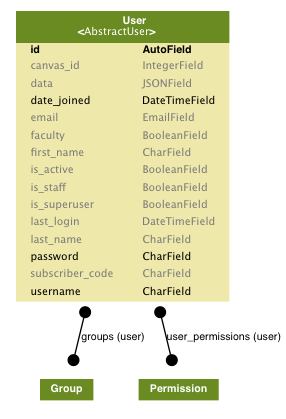 User
<AbstractUser>
id AutoField
canvas_id IntegerField
data JSONField
date_joined DateTimeField
email EmailField
faculty BooleanField
first_name CharField
is_active BooleanField
is_staff BooleanField
is_superuser BooleanField
last_login DateTimeField
last_name CharField
password CharField
subscriber_code CharField
username CharField
groups (user) user_permissions (user)
Group Permission